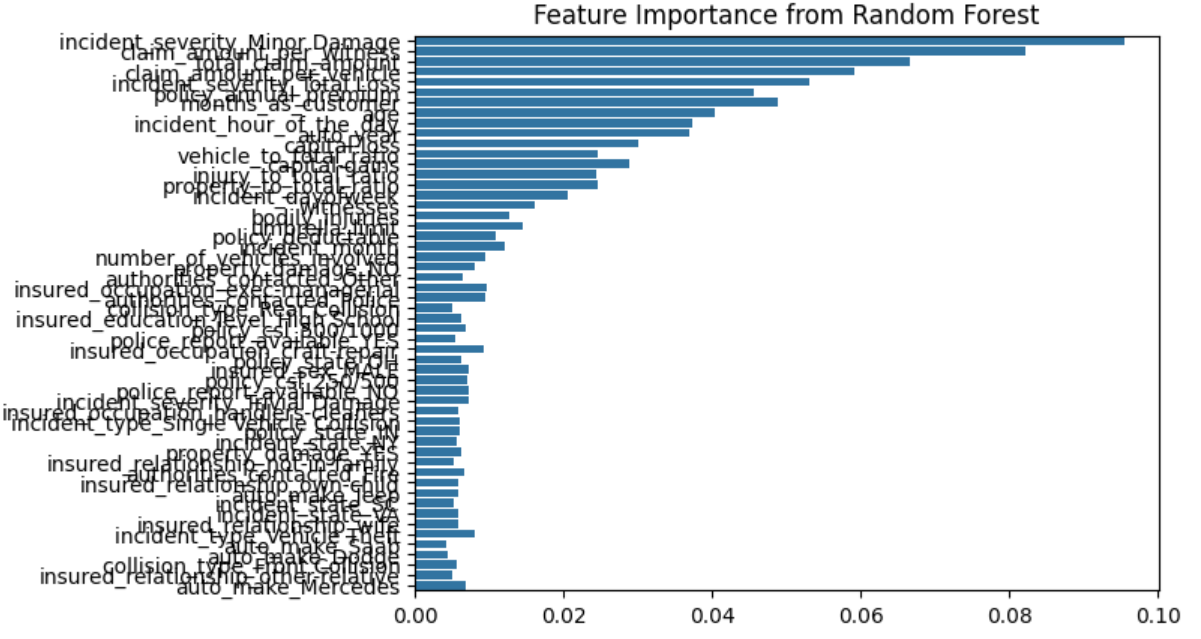 Feature Importance from Random Forest
incident_severity_Minor Damage
claim_amount_per_witness
total_claim_amount
claim_amount_per_vehicle
incident_severity_Total Loss
policy_annual_premium
months_as_customer
age
incident_hour_of_the_day
auto_year
capital-loss
vehicle_to_total_ratio
capital-gains
injury_to_total_ratio
property_to_total_ratio
incident_dayofweek
witnesses
bodily_injuries
umbrella_limit
policy_deductable
incident_month
number_of_vehicles_involved
property_damage_NO
authorities_contacted_Other
insured_occupation_exec-managerial
authorities_contacted_Police
collision_type_Rear Collision
insured_education_level_High School
policy_csl_500/1000
police_report_available_YES
insured_occupation_craft-repair
policy_state_OH
insured_sex_MALE
policy_csl_250/500
police_report_available_NO
incident_severity_Trivial Damage
insured_occupation_handlers-cleaners
incident_type_Single Vehicle Collision
policy_state_IN
incident_state_NY
property_damage_YES
insured_relationship_not-in-family
authorities_contacted_Fire
insured_relationship_own-child
auto_make_Jeep
incident_state_SC
incident_state_VA
insured_relationship_wife
incident_type_Vehicle Theft
auto_make_Saab
auto_make_Dodge
collision_type_Front Collision
insured_relationship_other-relative
auto_make_Mercedes
0.00 0.02 0.04 0.06 0.08 0.10